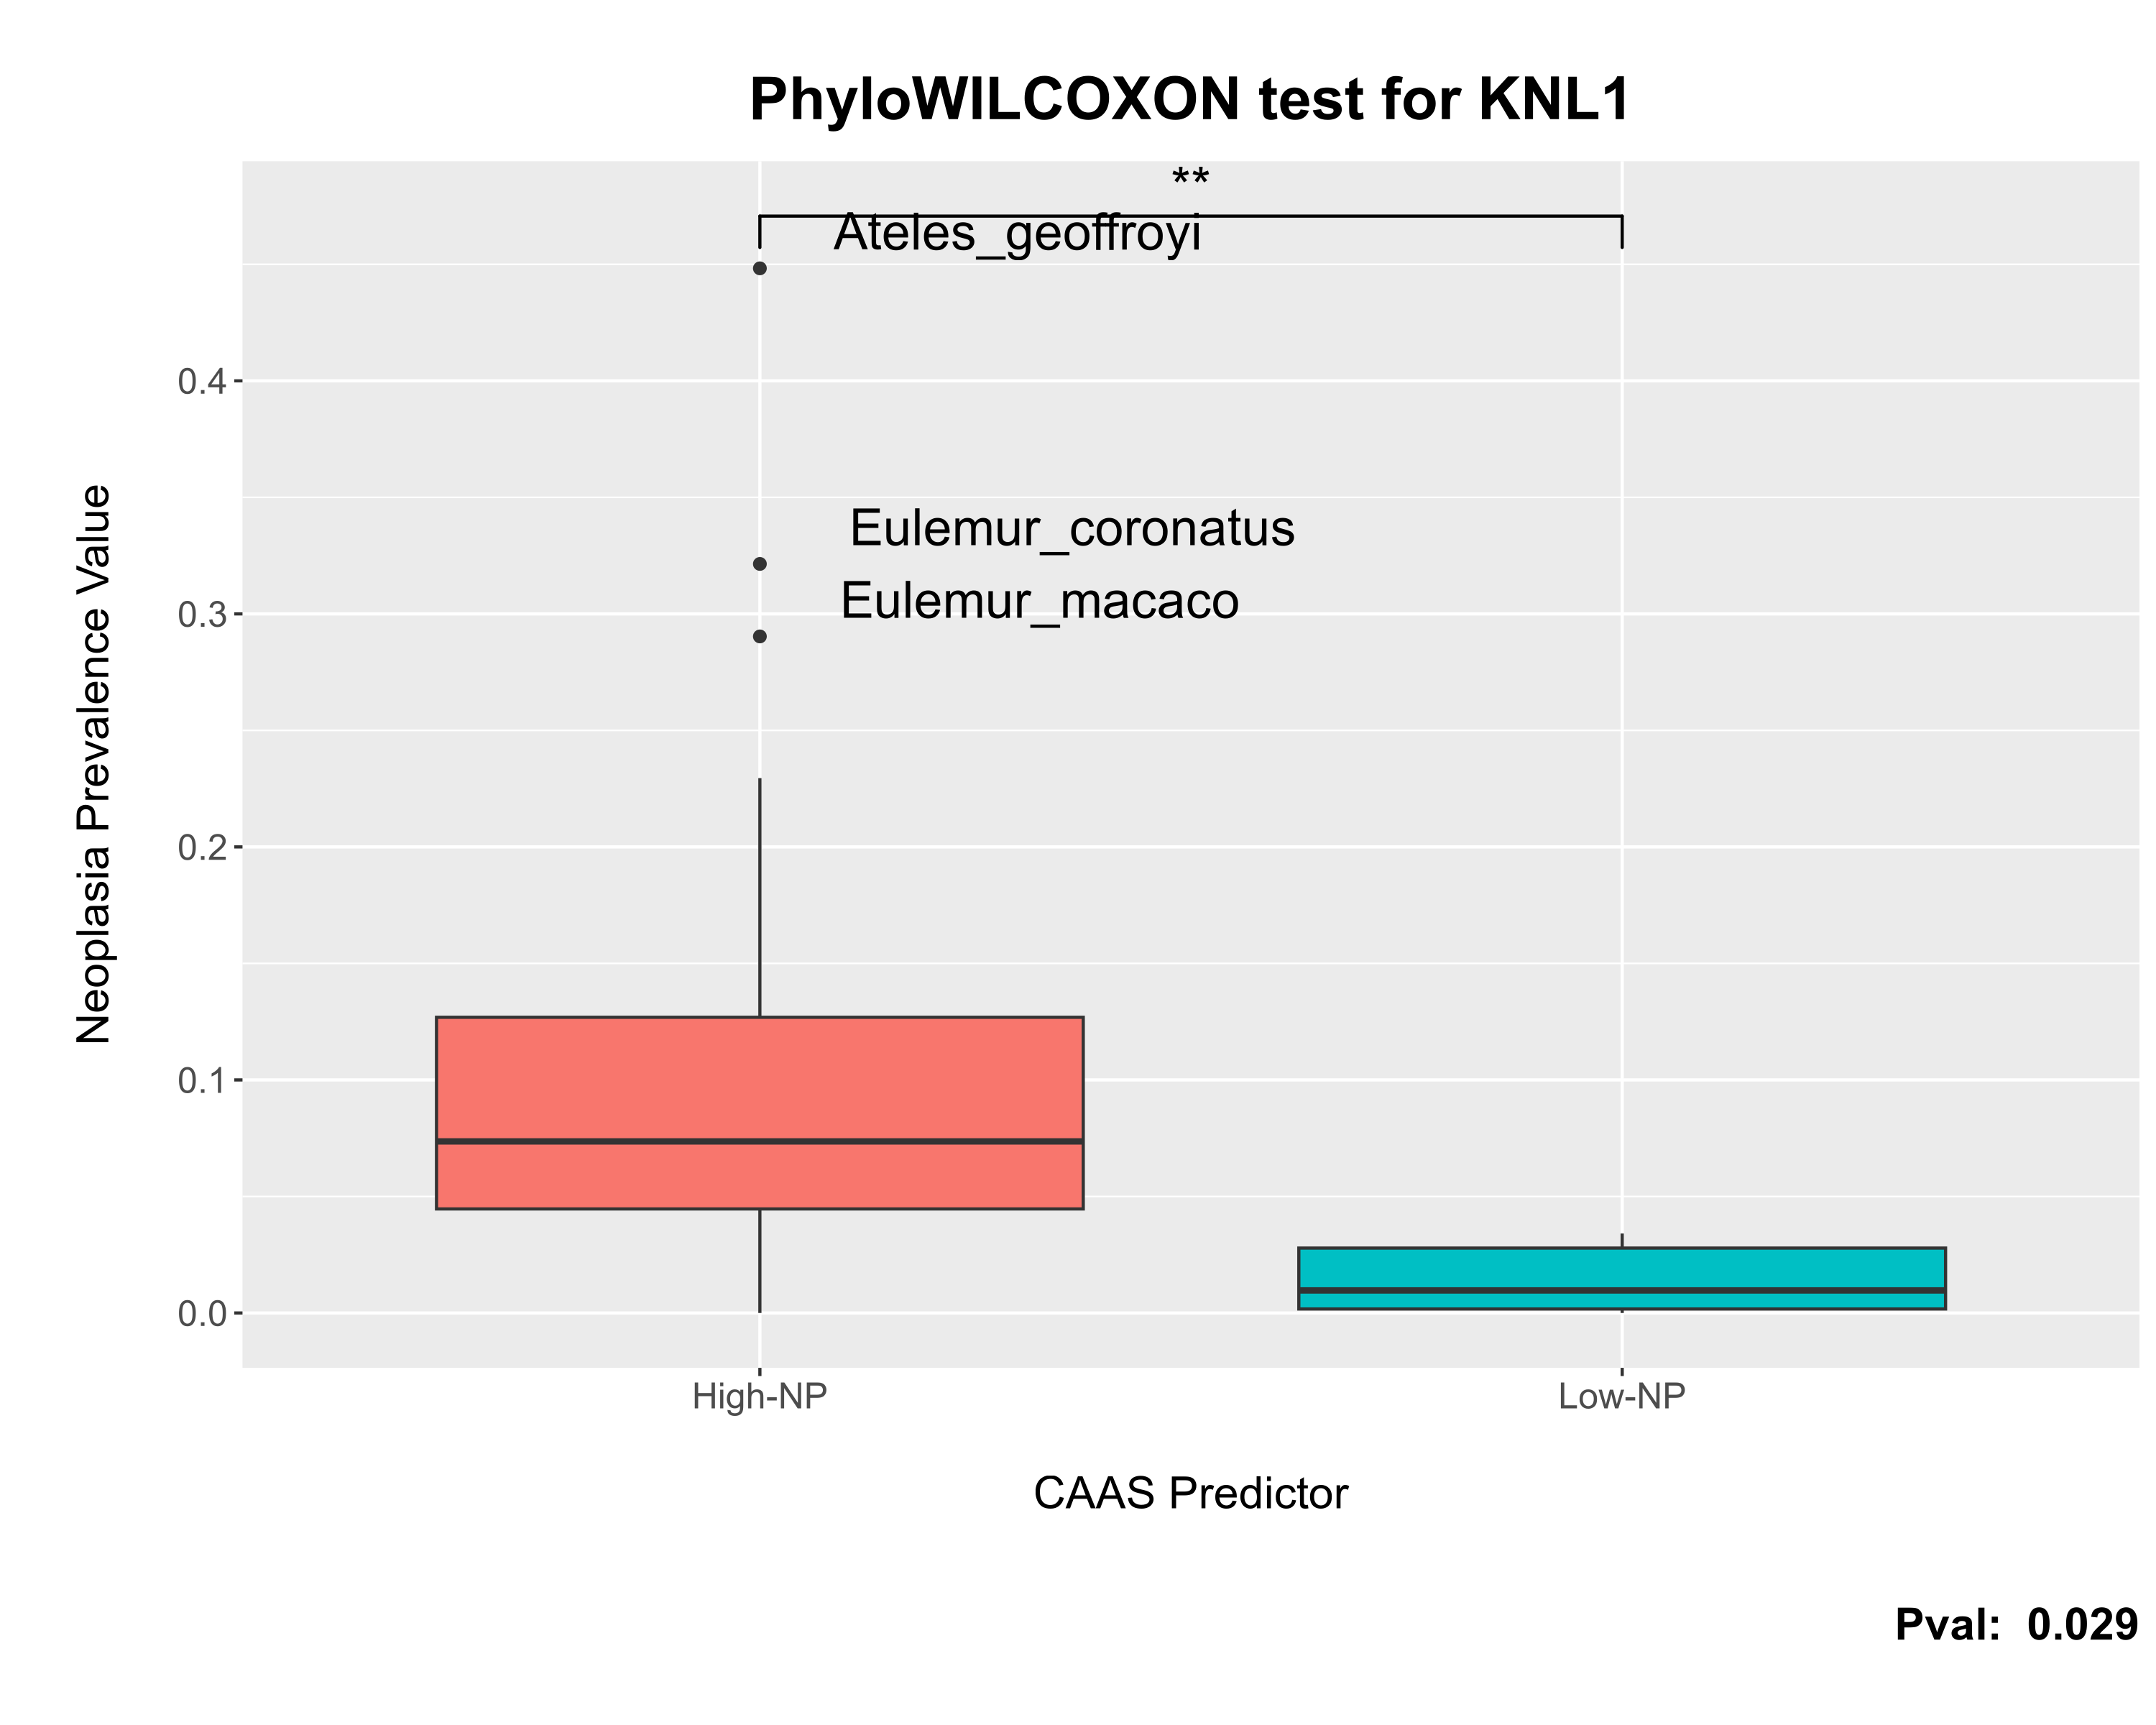 PhyloWILCOXON test for KNL1
**
Ateles_geoffroyi
Eulemur_coronatus
Eulemur_macaco
Neoplasia Prevalence Value
0.4
0.3
0.2
0.1
0.0
High-NP
Low-NP
CAAS Predictor
Pval: 0.029